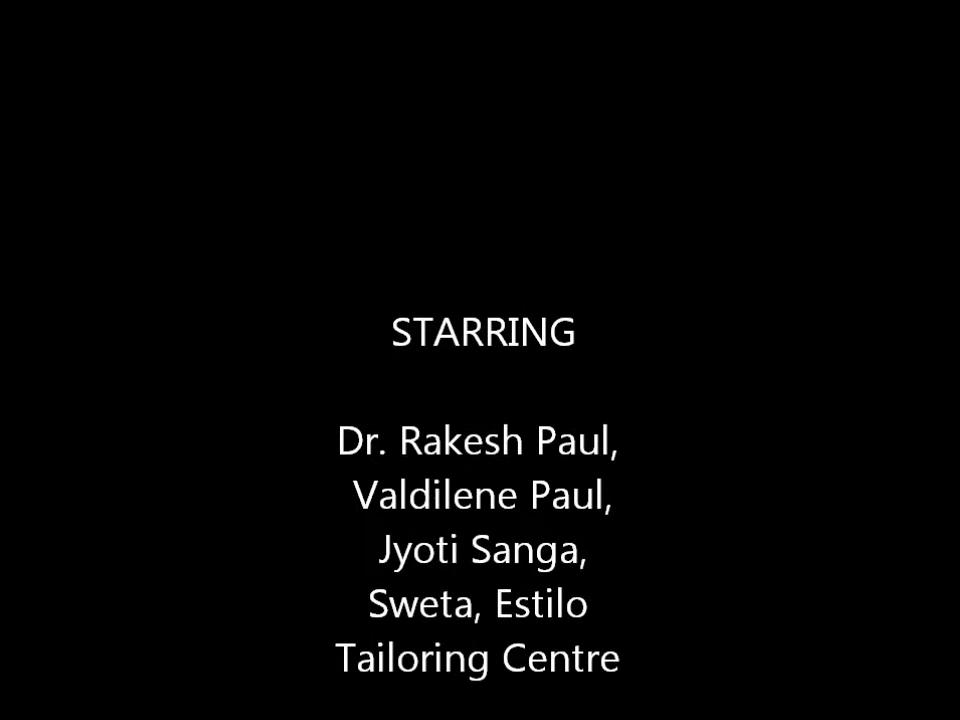 STARRING
Dr. Rakesh Paul,
Valdilene Paul,
Jyoti Sanga,
Sweta, Estilo
Tailoring Centre